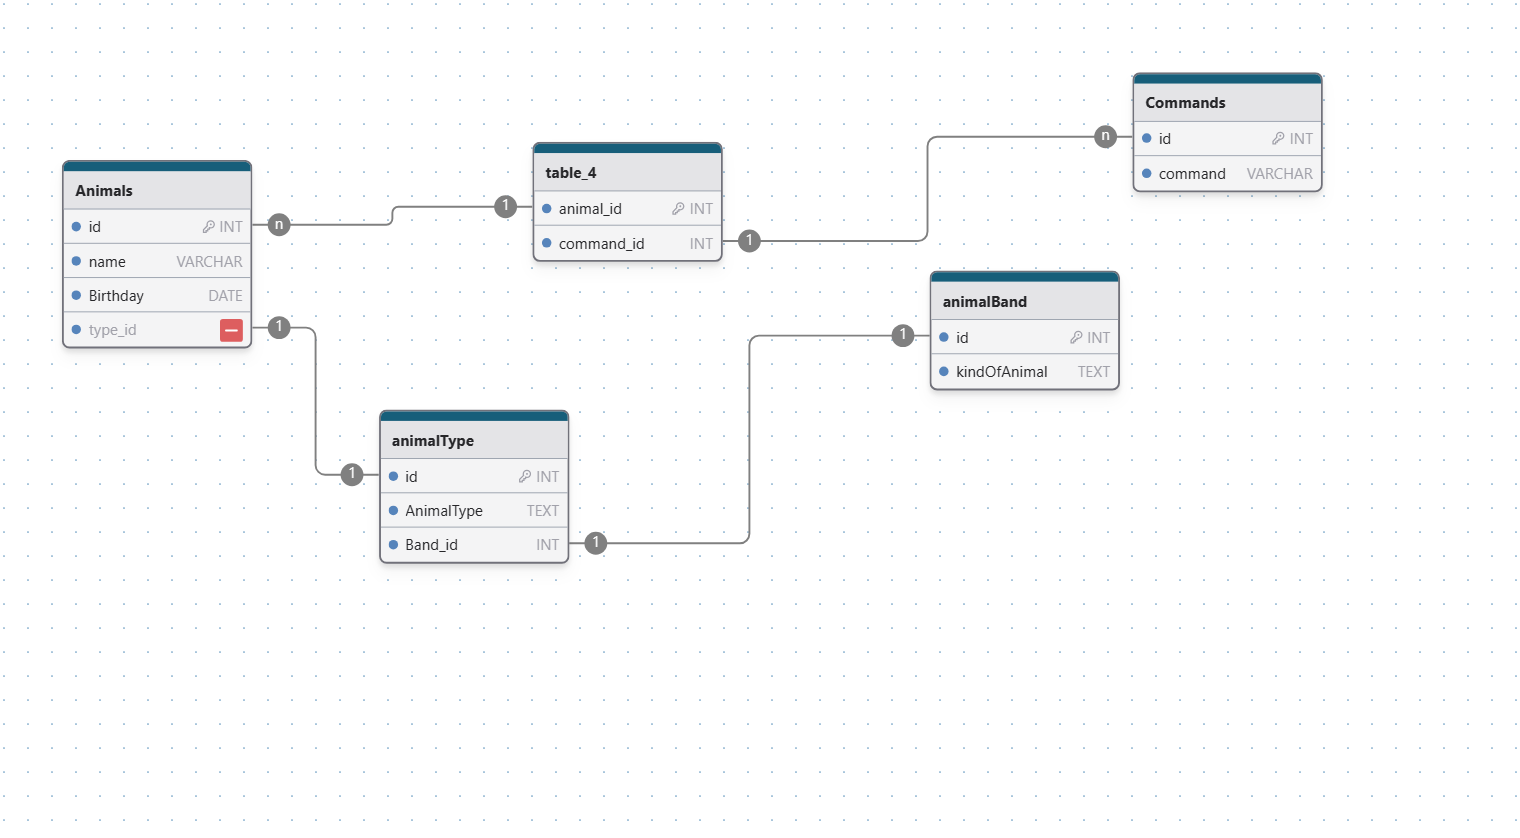 Animals
id INT
name VARCHAR
Birthday DATE
type_id
n
1
1
table_4
animal_id INT
command_id INT
1
n
Commands
id INT
command VARCHAR
animalBand
id INT
kindOfAnimal TEXT
1
1
animalType
id INT
AnimalType TEXT
Band_id INT
1